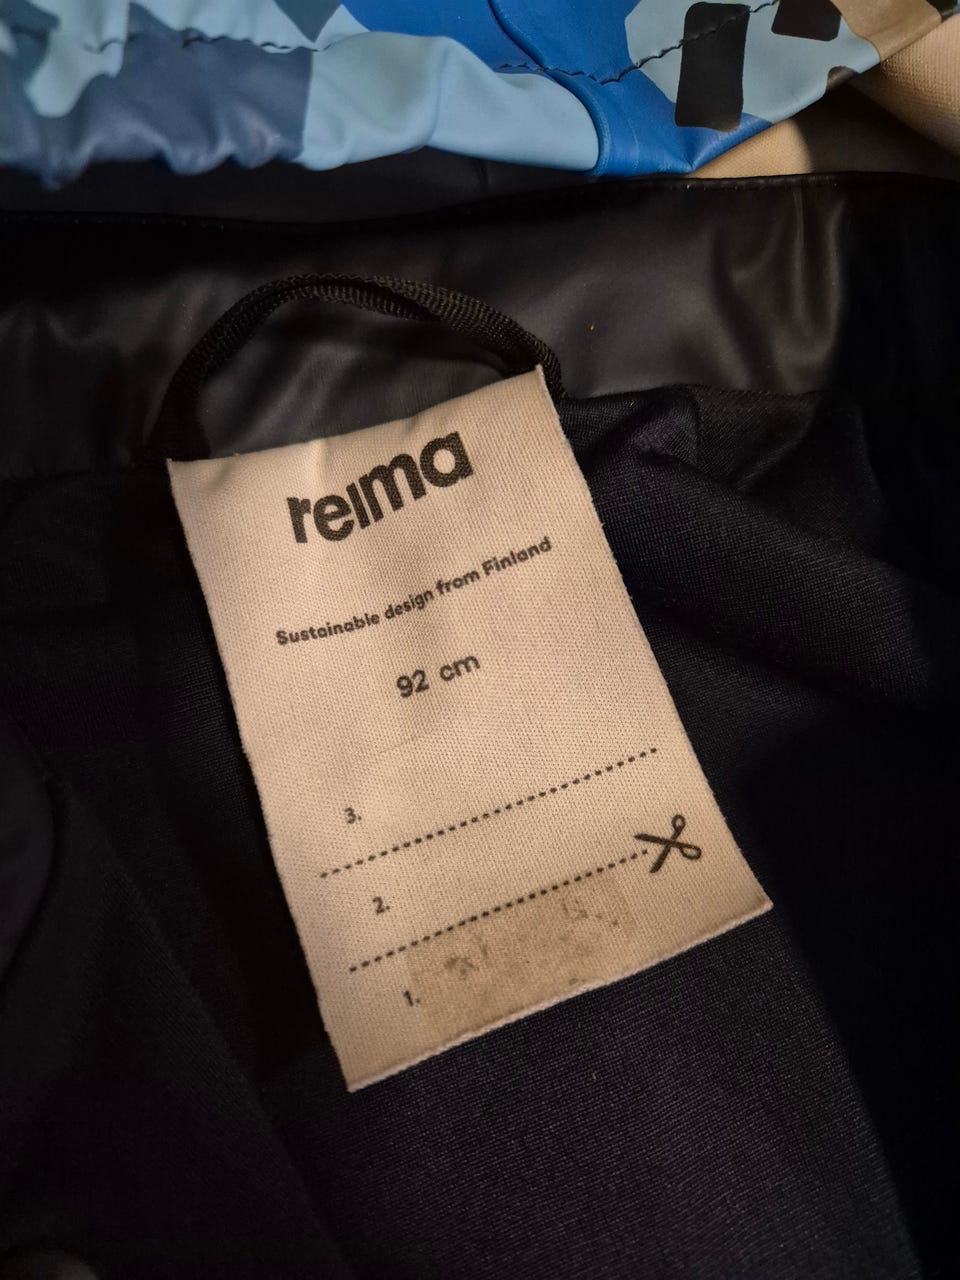 reima
Sustainable design from Finland
92 cm
3.
2.
1.